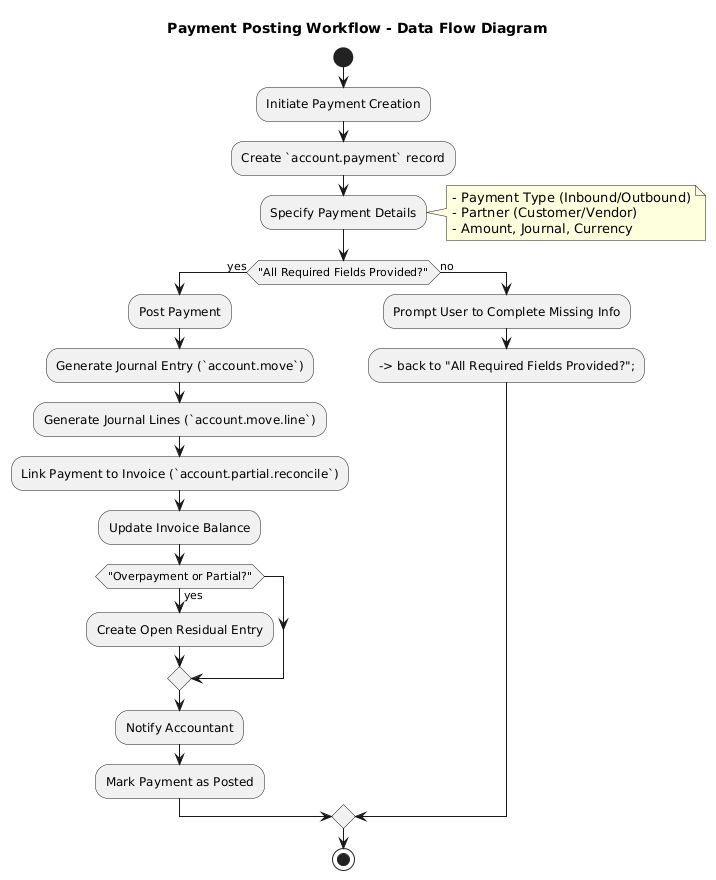 Payment Posting Workflow - Data Flow Diagram
Initiate Payment Creation
Create `account.payment` record
Specify Payment Details
- Payment Type (Inbound/Outbound)
- Partner (Customer/Vendor)
- Amount, Journal, Currency
yes
"All Required Fields Provided?"
no
Post Payment
Prompt User to Complete Missing Info
Generate Journal Entry (`account.move`)
-> back to "All Required Fields Provided?";
Generate Journal Lines (`account.move.line`)
Link Payment to Invoice (`account.partial.reconcile`)
Update Invoice Balance
"Overpayment or Partial?"
yes
Create Open Residual Entry
Notify Accountant
Mark Payment as Posted